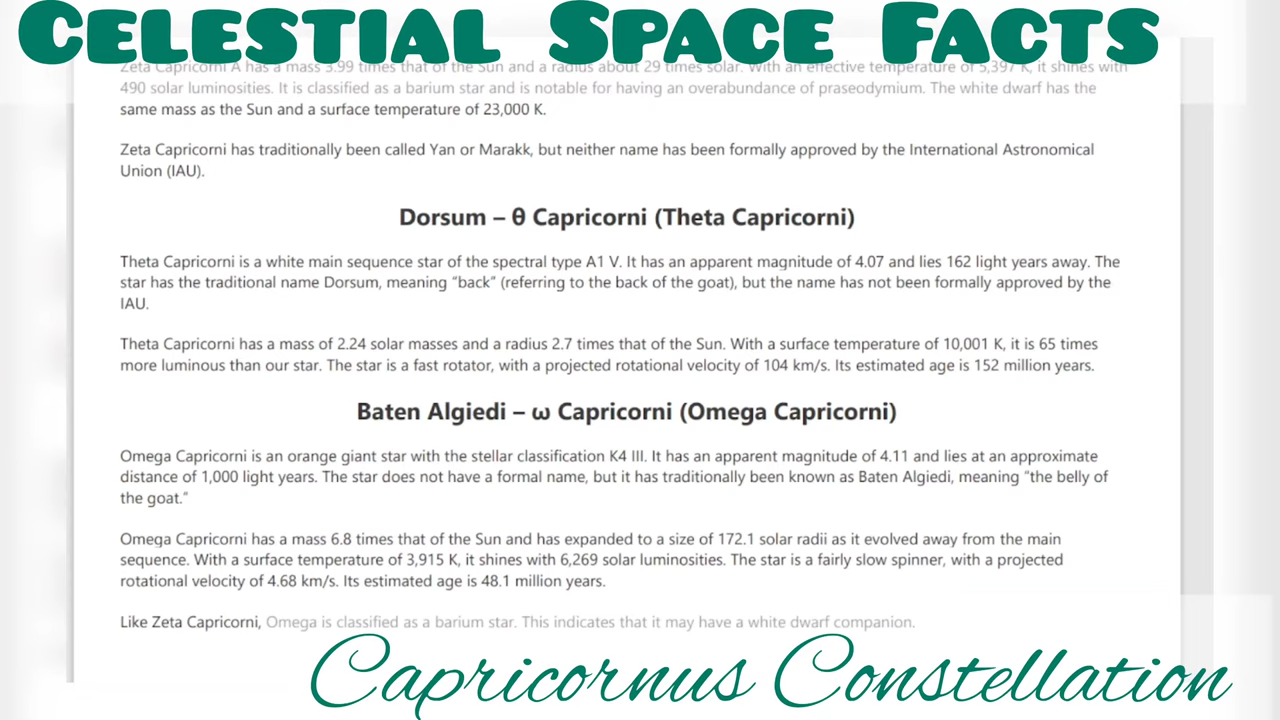 CELESTIAL SPACE FACTS
Zeta Capricorni A has a mass 3.99 times that of the Sun and a radius about 29 times solar. With an effective temperature of 5,397 K, it shines with
490 solar luminosities. It is classified as a barium star and is notable for having an overabundance of praseodymium. The white dwarf has the
same mass as the Sun and a surface temperature of 23,000 K.
Zeta Capricorni has traditionally been called Yan or Marakk, but neither name has been formally approved by the International Astronomical
Union (IAU).
Dorsum – θ Capricorni (Theta Capricorni)
Theta Capricorni is a white main sequence star of the spectral type A1 V. It has an apparent magnitude of 4.07 and lies 162 light years away. The
star has the traditional name Dorsum, meaning “back” (referring to the back of the goat), but the name has not been formally approved by the
IAU.
Theta Capricorni has a mass of 2.24 solar masses and a radius 2.7 times that of the Sun. With a surface temperature of 10,001 K, it is 65 times
more luminous than our star. The star is a fast rotator, with a projected rotational velocity of 104 km/s. Its estimated age is 152 million years.
Baten Algiedi – ω Capricorni (Omega Capricorni)
Omega Capricorni is an orange giant star with the stellar classification K4 III. It has an apparent magnitude of 4.11 and lies at an approximate
distance of 1,000 light years. The star does not have a formal name, but it has traditionally been known as Baten Algiedi, meaning “the belly of
the goat.”
Omega Capricorni has a mass 6.8 times that of the Sun and has expanded to a size of 172.1 solar radii as it evolved away from the main
sequence. With a surface temperature of 3,915 K, it shines with 6,269 solar luminosities. The star is a fairly slow spinner, with a projected
rotational velocity of 4.68 km/s. Its estimated age is 48.1 million years.
Like Zeta Capricorni, Omega is classified as a barium star. This indicates that it may have a white dwarf companion.
Capricornus Constellation